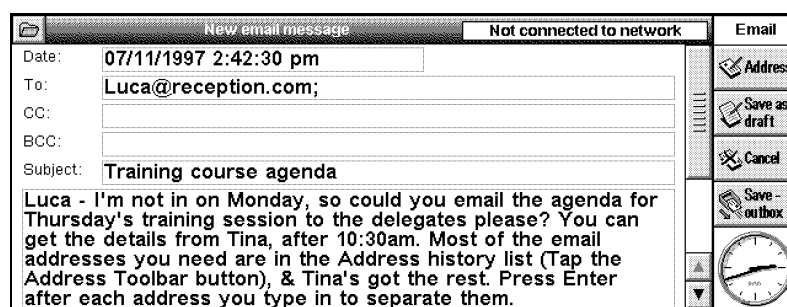 New email message
Not connected to network
Email
Date:
07/11/1997 2:42:30 pm
To:
Luca@reception.com;
CC:
BCC:
Subject:
Training course agenda
Luca - I'm not in on Monday, so could you email the agenda for
Thursday's training session to the delegates please? You can
get the details from Tina, after 10:30am. Most of the email
addresses you need are in the Address history list (Tap the
Address Toolbar button), & Tina's got the rest. Press Enter
after each address you type in to separate them.
Address
Save as
draft
Cancel
Save -
outbox